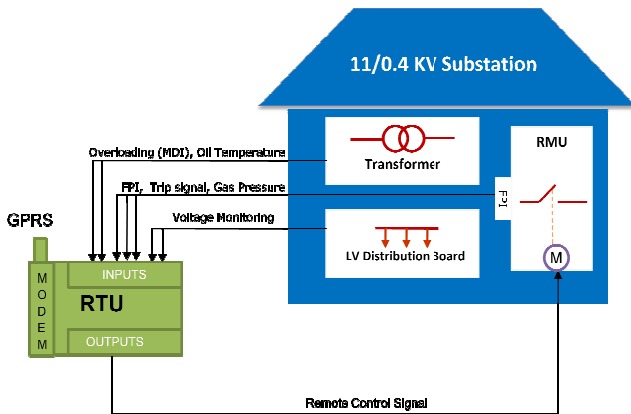 11/0.4 KV Substation
Transformer
RMU
FPI
LV Distribution Board
M
Overloading (MDI), Oil Temperature
FPI, Trip signal, Gas Pressure
Voltage Monitoring
GPRS
MODEM
INPUTS
RTU
OUTPUTS
Remote Control Signal